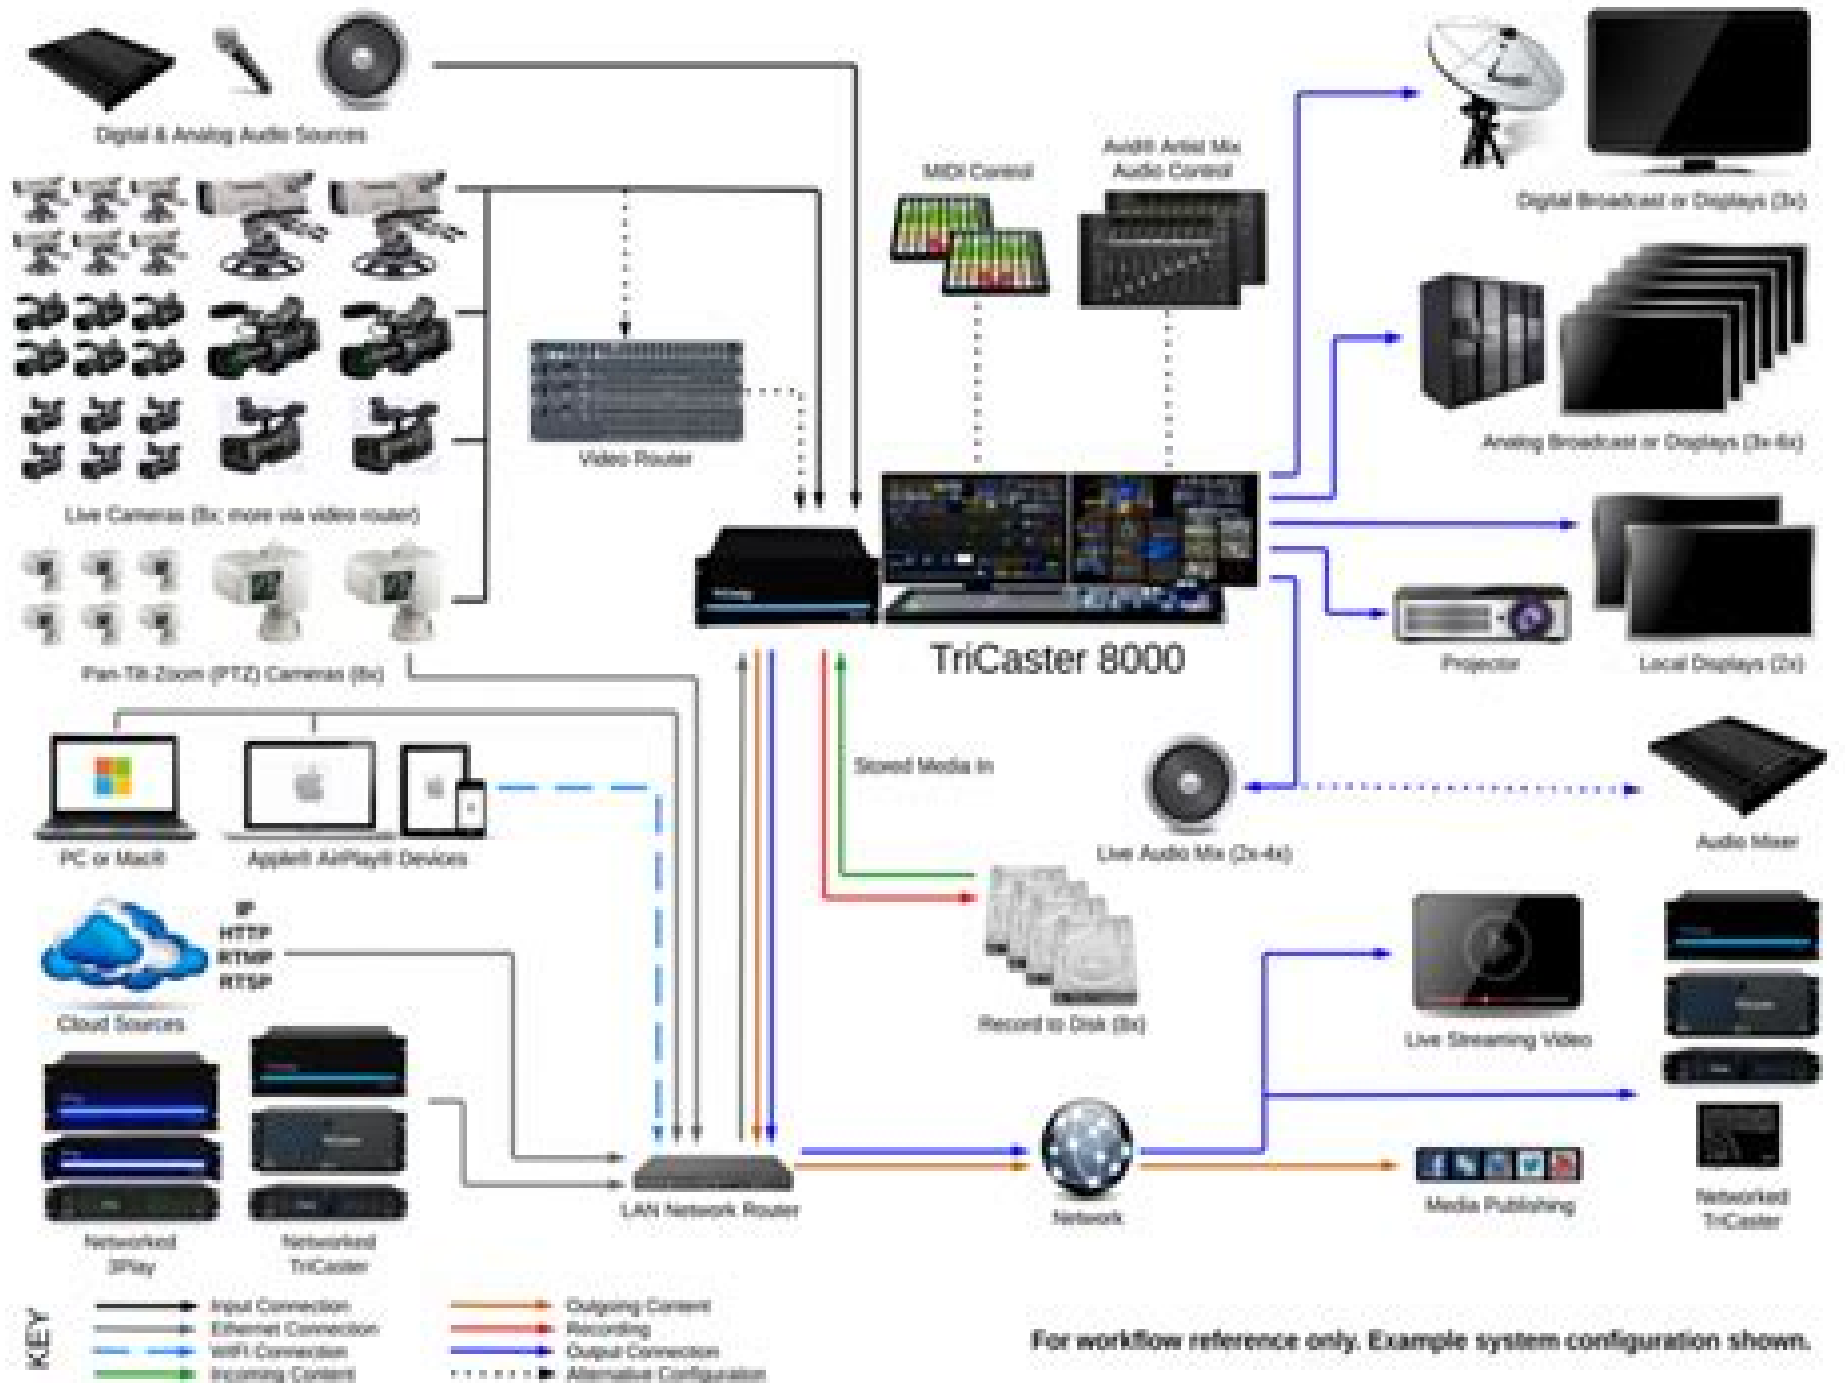 Digital & Analog Audio Sources
MIDI Control
Avid® Artist Mix
Audio Control
Digital Broadcast or Displays (3x)
Video Router
Analog Broadcast or Displays (3x-6x)
Live Cameras (8x; more via video router)
TriCaster 8000
Pan-Tilt-Zoom (PTZ) Cameras (8x)
Projector
Local Displays (2x)
Stored Media In
PC or Mac®
Apple® AirPlay® Devices
Live Audio Mix (2x-4x)
Audio Mixer
IP
HTTP
RTMP
RTSP
Cloud Sources
Record to Disk (8x)
Live Streaming Video
LAN Network Router
Network
Media Publishing
Networked
TriCaster
Networked
3Play
Networked
TriCaster
KEY
Input Connection
Ethernet Connection
WIFI Connection
Incoming Content
Outgoing Content
Recording
Output Connection
Alternative Configuration
For workflow reference only. Example system configuration shown.